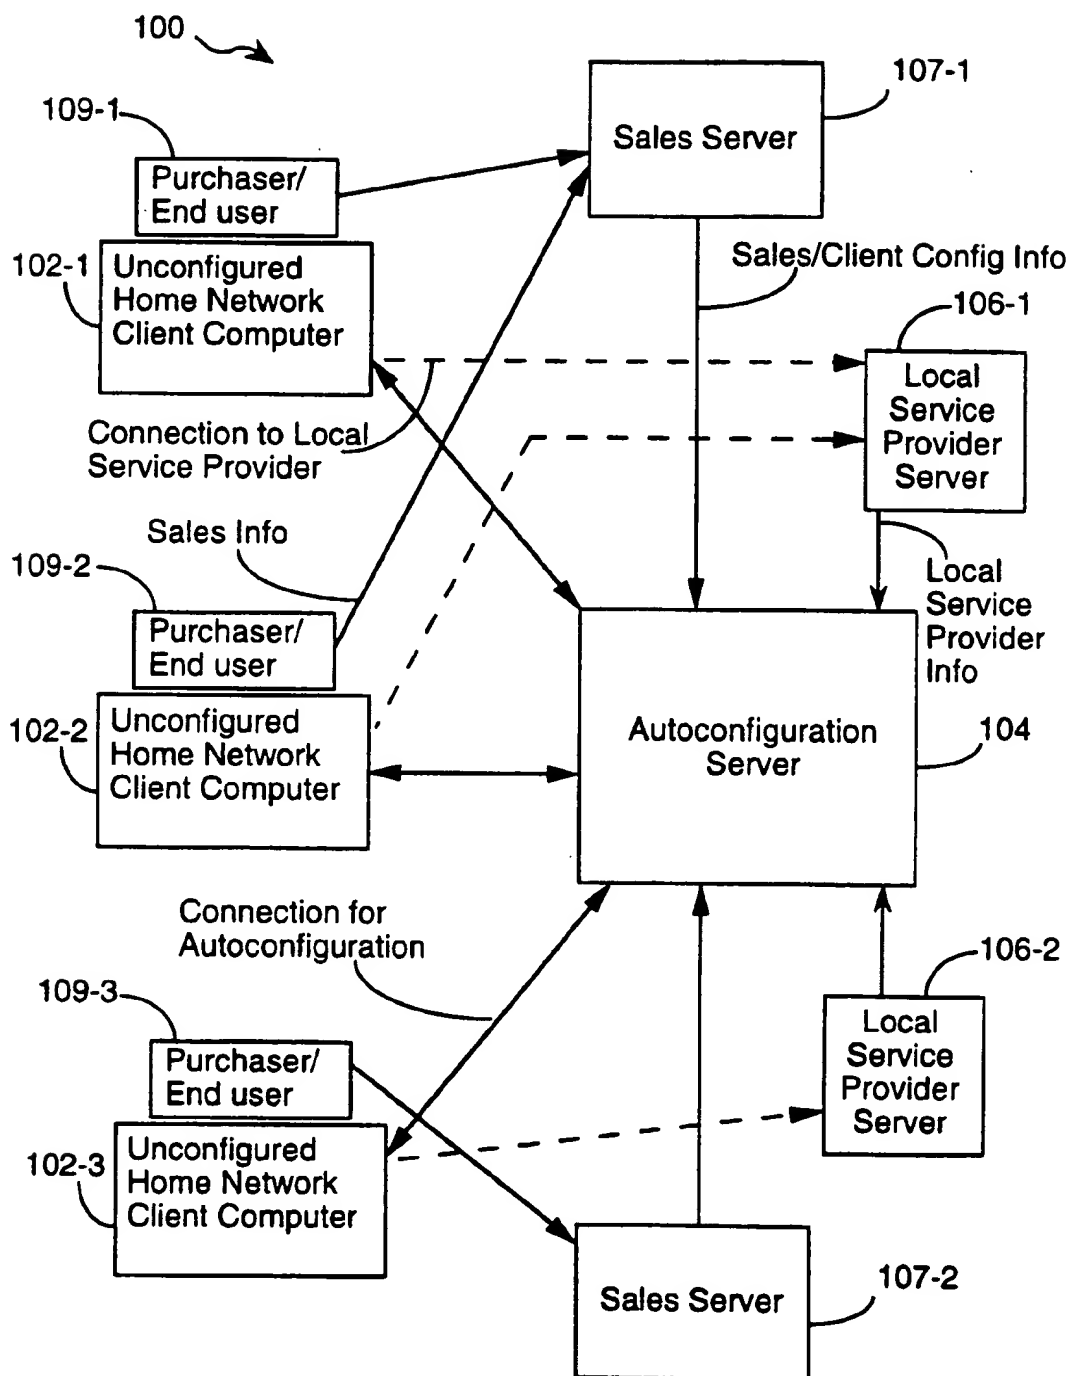 100
107-1
109-1
Sales Server
Purchaser/
End user
102-1
Unconfigured
Home Network
Client Computer
Sales/Client Config Info
106-1
Local
Service
Provider
Server
Connection to Local
Service Provider
Sales Info
109-2
Local
Service
Provider
Info
Purchaser/
End user
102-2
Unconfigured
Home Network
Client Computer
Autoconfiguration
Server
104
Connection for
Autoconfiguration
106-2
109-3
Local
Service
Provider
Server
Purchaser/
End user
102-3
Unconfigured
Home Network
Client Computer
107-2
Sales Server